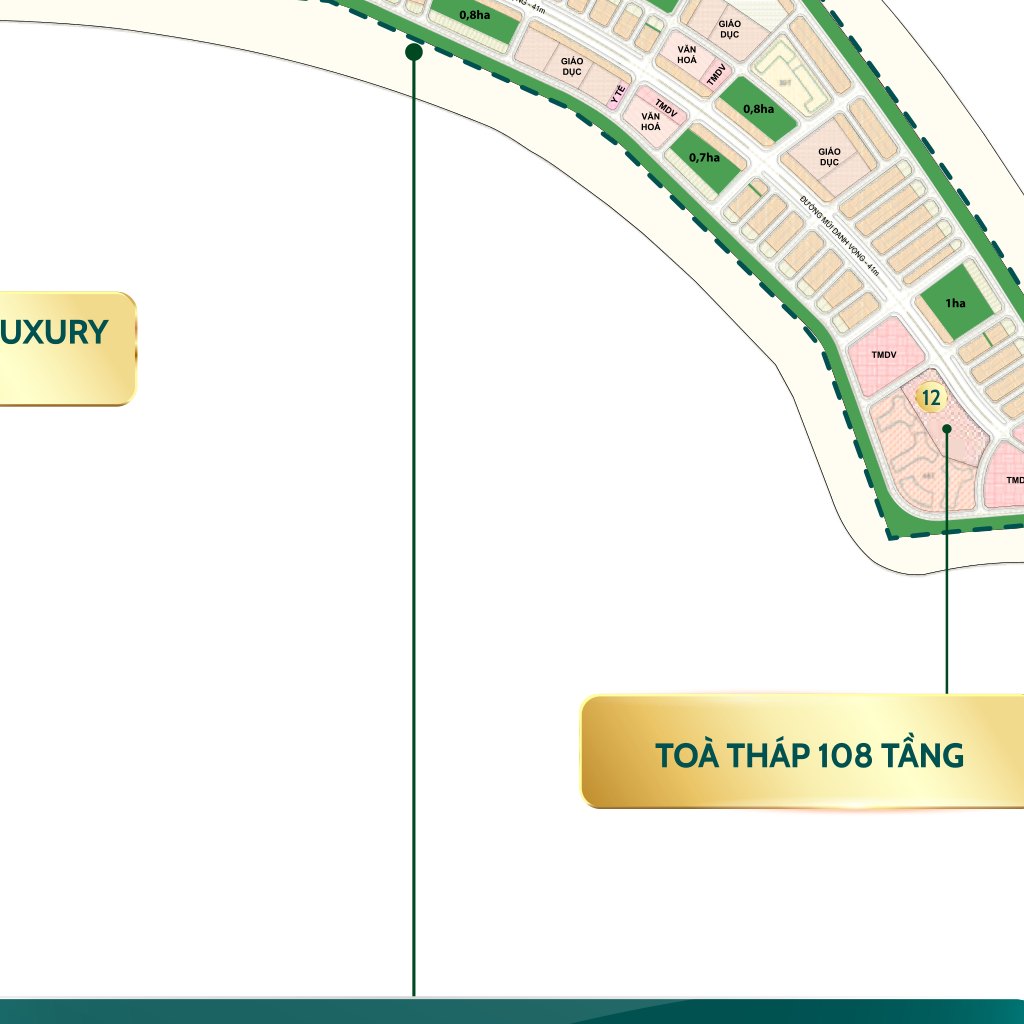 0,8ha
41m
GIÁO
DỤC
VĂN
HOÁ
TMDV
GIÁO
DỤC
Y TẾ
TMDV
VĂN
HOÁ
0,8ha
0,7ha
GIÁO
DỤC
ĐƯỜNG MŨI DANH VỌNG - 41m
1ha
TMDV
12
UXURY
TOÀ THÁP 108 TẦNG